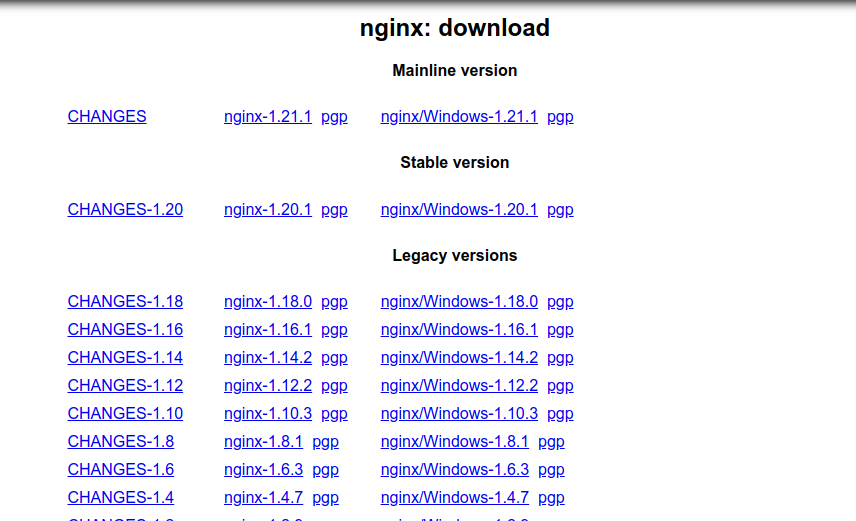 nginx: download
Mainline version
CHANGES nginx-1.21.1 pgp nginx/Windows-1.21.1 pgp
Stable version
CHANGES-1.20 nginx-1.20.1 pgp nginx/Windows-1.20.1 pgp
Legacy versions
CHANGES-1.18 nginx-1.18.0 pgp nginx/Windows-1.18.0 pgp
CHANGES-1.16 nginx-1.16.1 pgp nginx/Windows-1.16.1 pgp
CHANGES-1.14 nginx-1.14.2 pgp nginx/Windows-1.14.2 pgp
CHANGES-1.12 nginx-1.12.2 pgp nginx/Windows-1.12.2 pgp
CHANGES-1.10 nginx-1.10.3 pgp nginx/Windows-1.10.3 pgp
CHANGES-1.8 nginx-1.8.1 pgp nginx/Windows-1.8.1 pgp
CHANGES-1.6 nginx-1.6.3 pgp nginx/Windows-1.6.3 pgp
CHANGES-1.4 nginx-1.4.7 pgp nginx/Windows-1.4.7 pgp